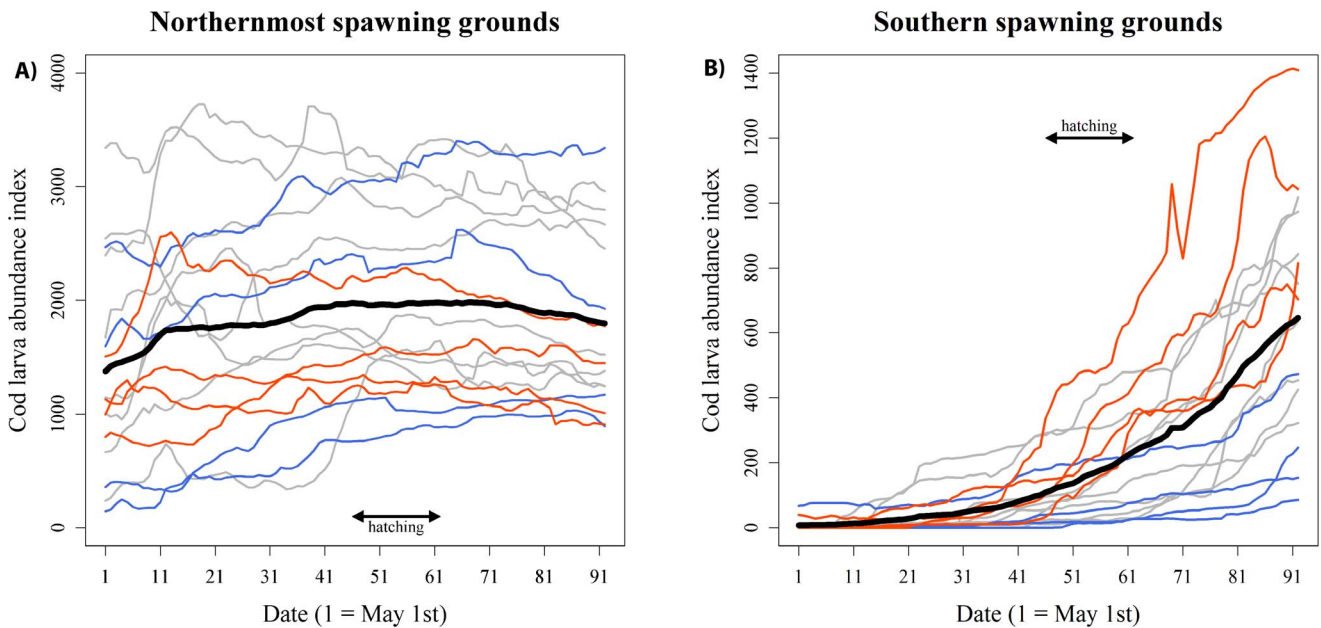 Northernmost spawning grounds
A)
Cod larva abundance index
0 1000 2000 3000 4000
hatching
1 11 21 31 41 51 61 71 81 91
Date (1 = May 1st)
Southern spawning grounds
B)
Cod larva abundance index
0 200 400 600 800 1000 1200 1400
hatching
1 11 21 31 41 51 61 71 81 91
Date (1 = May 1st)